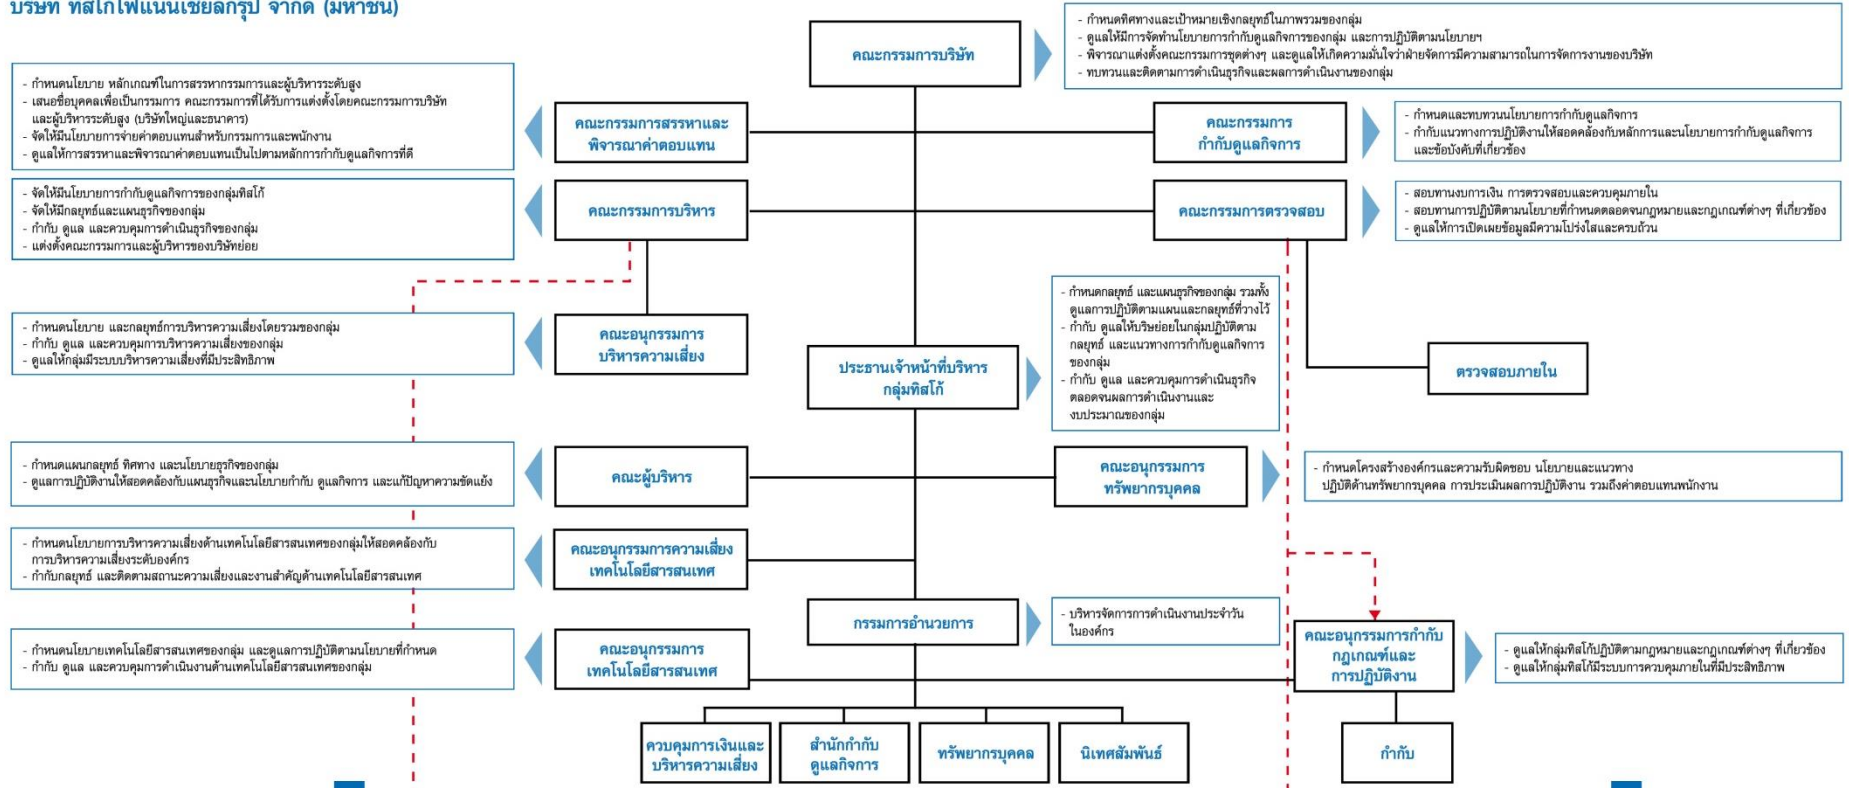 บริษัท ทิสโก้ไฟแนนเชียลกรุ๊ป จำกัด (มหาชน)
คณะกรรมการบริษัท
- กำหนดทิศทางและเป้าหมายเชิงกลยุทธ์ในภาพรวมของกลุ่ม
- ดูแลให้มีการจัดทำนโยบายการกำกับดูแลกิจการของกลุ่ม และการปฏิบัติตามนโยบายฯ
- พิจารณาแต่งตั้งคณะกรรมการชุดต่างๆ และดูแลให้เกิดความมั่นใจว่าฝ่ายจัดการมีความสามารถในการจัดการงานของบริษัท
- ทบทวนและติดตามการดำเนินธุรกิจและผลการดำเนินงานของกลุ่ม
- กำหนดนโยบาย หลักเกณฑ์ในการสรรหากรรมการและผู้บริหารระดับสูง
- เสนอชื่อบุคคลเพื่อเป็นกรรมการ คณะกรรมการที่ได้รับการแต่งตั้งโดยคณะกรรมการบริษัท
และผู้บริหารระดับสูง (บริษัทใหญ่และธนาคาร)
- จัดให้มีนโยบายการจ่ายค่าตอบแทนสำหรับกรรมการและพนักงาน
- ดูแลให้การสรรหาและพิจารณาค่าตอบแทนเป็นไปตามหลักการกำกับดูแลกิจการที่ดี
คณะกรรมการสรรหาและ
พิจารณาค่าตอบแทน
คณะกรรมการ
กำกับดูแลกิจการ
- กำหนดและทบทวนนโยบายการกำกับดูแลกิจการ
- กำกับแนวทางการปฏิบัติงานให้สอดคล้องกับหลักการและนโยบายการกำกับดูแลกิจการ
และข้อบังคับที่เกี่ยวข้อง
- จัดให้มีนโยบายการกำกับดูแลกิจการของกลุ่มทิสโก้
- จัดให้มีกลยุทธ์และแผนธุรกิจของกลุ่ม
- กำกับ ดูแล และควบคุมการดำเนินธุรกิจของกลุ่ม
- แต่งตั้งคณะกรรมการและผู้บริหารของบริษัทย่อย
คณะกรรมการบริหาร
คณะกรรมการตรวจสอบ
- สอบทานงบการเงิน การตรวจสอบและควบคุมภายใน
- สอบทานการปฏิบัติตามนโยบายที่กำหนดตลอดจนกฎหมายและกฎเกณฑ์ต่างๆ ที่เกี่ยวข้อง
- ดูแลให้การเปิดเผยข้อมูลมีความโปร่งใสและครบถ้วน
- กำหนดนโยบาย และกลยุทธ์การบริหารความเสี่ยงโดยรวมของกลุ่ม
- กำกับ ดูแล และควบคุมการบริหารความเสี่ยงของกลุ่ม
- ดูแลให้กลุ่มมีระบบบริหารความเสี่ยงที่มีประสิทธิภาพ
คณะอนุกรรมการ
บริหารความเสี่ยง
ประธานเจ้าหน้าที่บริหาร
กลุ่มทิสโก้
- กำหนดกลยุทธ์ และแผนธุรกิจของกลุ่ม รวมทั้ง
ดูแลการปฏิบัติตามแผนและกลยุทธ์ที่วางไว้
- กำกับ ดูแลให้บริษย่อยในกลุ่มปฏิบัติตาม
กลยุทธ์ และแนวทางการกำกับดูแลกิจการ
ของกลุ่ม
- กำกับ ดูแล และควบคุมการดำเนินธุรกิจ
ตลอดจนผลการดำเนินงานและ
งบประมาณของกลุ่ม
ตรวจสอบภายใน
- กำหนดแผนกลยุทธ์ ทิศทาง และนโยบายธุรกิจของกลุ่ม
- ดูแลการปฏิบัติงานให้สอดคล้องกับแผนธุรกิจและนโยบายกำกับ ดูแลกิจการ และแก้ปัญหาความขัดแย้ง
คณะผู้บริหาร
คณะอนุกรรมการ
ทรัพยากรบุคคล
- กำหนดโครงสร้างองค์กรและความรับผิดชอบ นโยบายและแนวทาง
ปฏิบัติด้านทรัพยากรบุคคล การประเมินผลการปฏิบัติงาน รวมถึงค่าตอบแทนพนักงาน
- กำหนดนโยบายการบริหารความเสี่ยงด้านเทคโนโลยีสารสนเทศของกลุ่มให้สอดคล้องกับ
การบริหารความเสี่ยงระดับองค์กร
- กำกับกลยุทธ์ และติดตามสถานะความเสี่ยงและงานสำคัญด้านเทคโนโลยีสารสนเทศ
คณะอนุกรรมการความเสี่ยง
เทคโนโลยีสารสนเทศ
กรรมการอำนวยการ
- บริหารจัดการการดำเนินงานประจำวัน
ในองค์กร
- กำหนดนโยบายเทคโนโลยีสารสนเทศของกลุ่ม และดูแลการปฏิบัติตามนโยบายที่กำหนด
- กำกับ ดูแล และควบคุมการดำเนินงานด้านเทคโนโลยีสารสนเทศของกลุ่ม
คณะอนุกรรมการ
เทคโนโลยีสารสนเทศ
คณะอนุกรรมการกำกับ
กฎเกณฑ์และ
การปฏิบัติงาน
- ดูแลให้กลุ่มทิสโก้ปฏิบัติตามกฎหมายและกฎเกณฑ์ต่างๆ ที่เกี่ยวข้อง
- ดูแลให้กลุ่มทิสโก้มีระบบการควบคุมภายในที่มีประสิทธิภาพ
ควบคุมการเงินและ
บริหารความเสี่ยง
สำนักกำกับ
ดูแลกิจการ
ทรัพยากรบุคคล
นิเทศสัมพันธ์
กำกับ